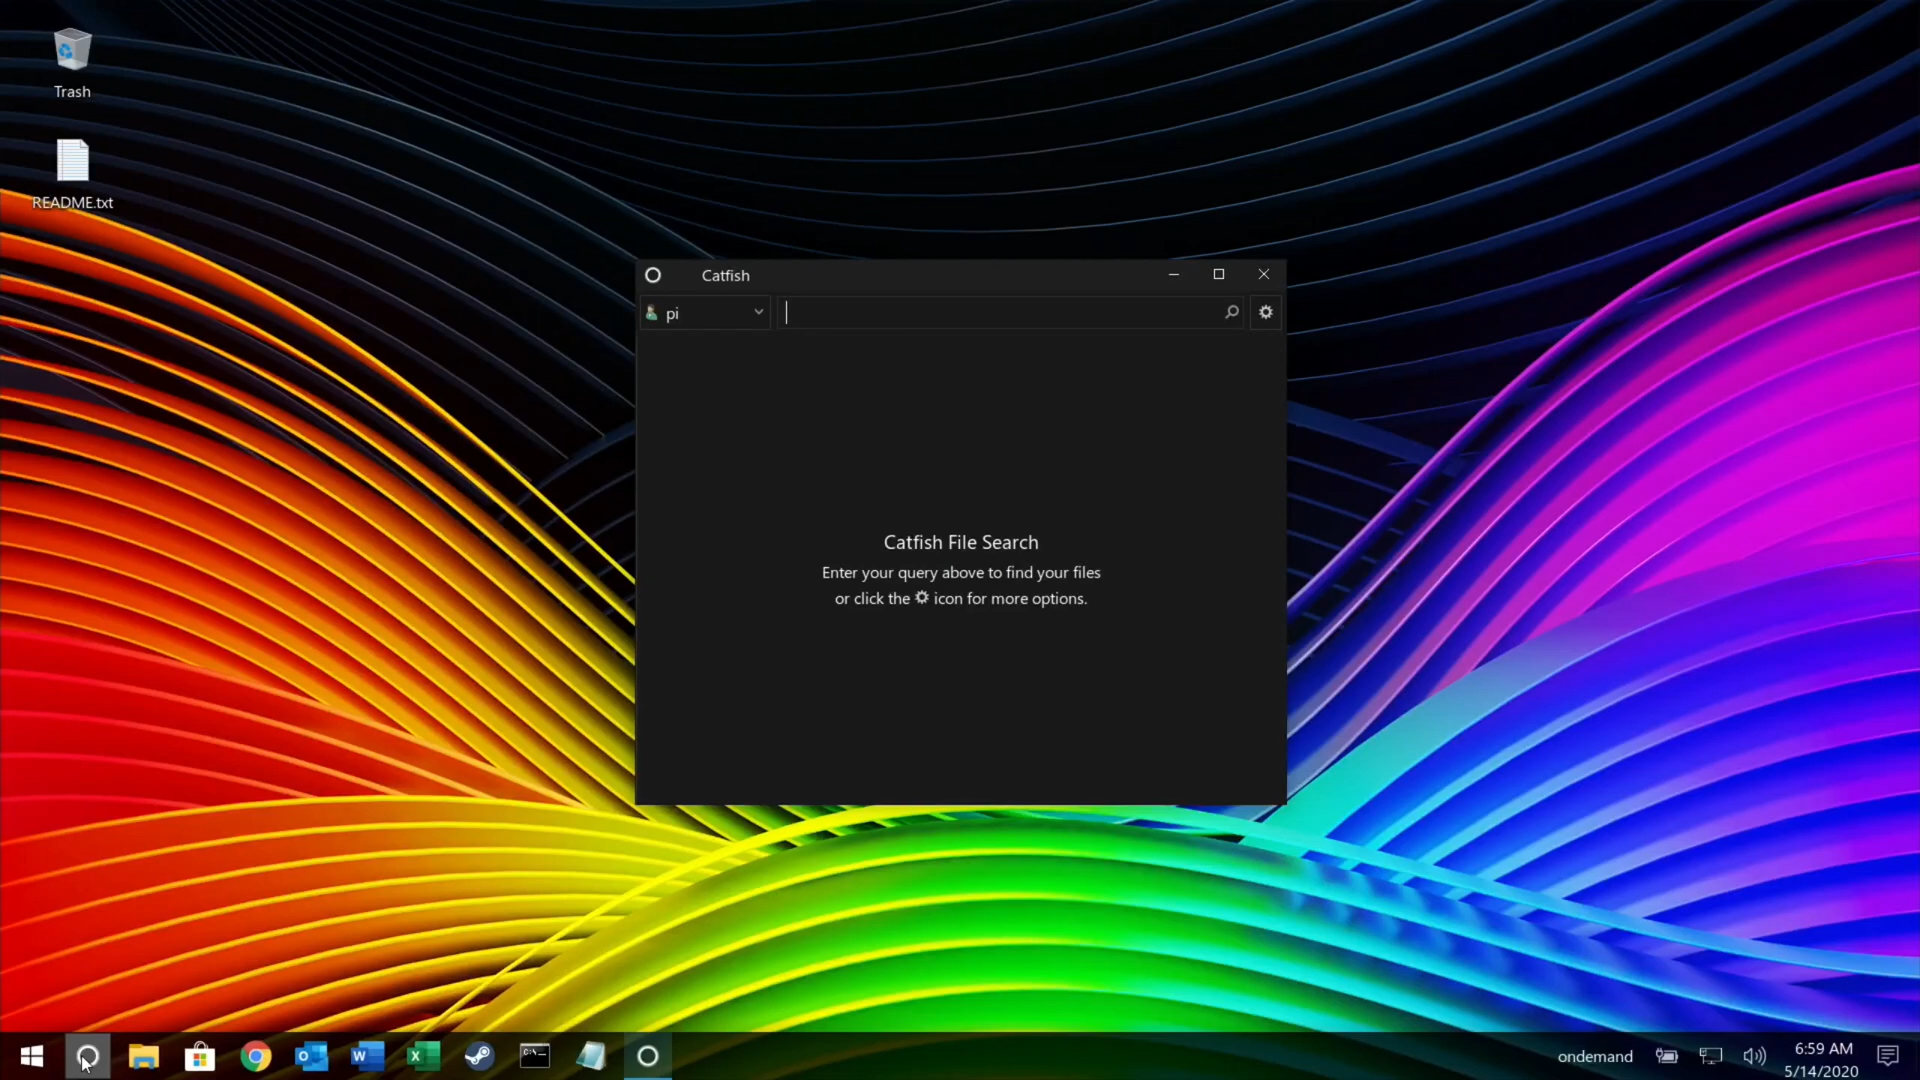 Trash
README.txt
Catfish
pi
Catfish File Search
Enter your query above to find your files
or click the icon for more options.
ondemand
6:59 AM
5/14/2020